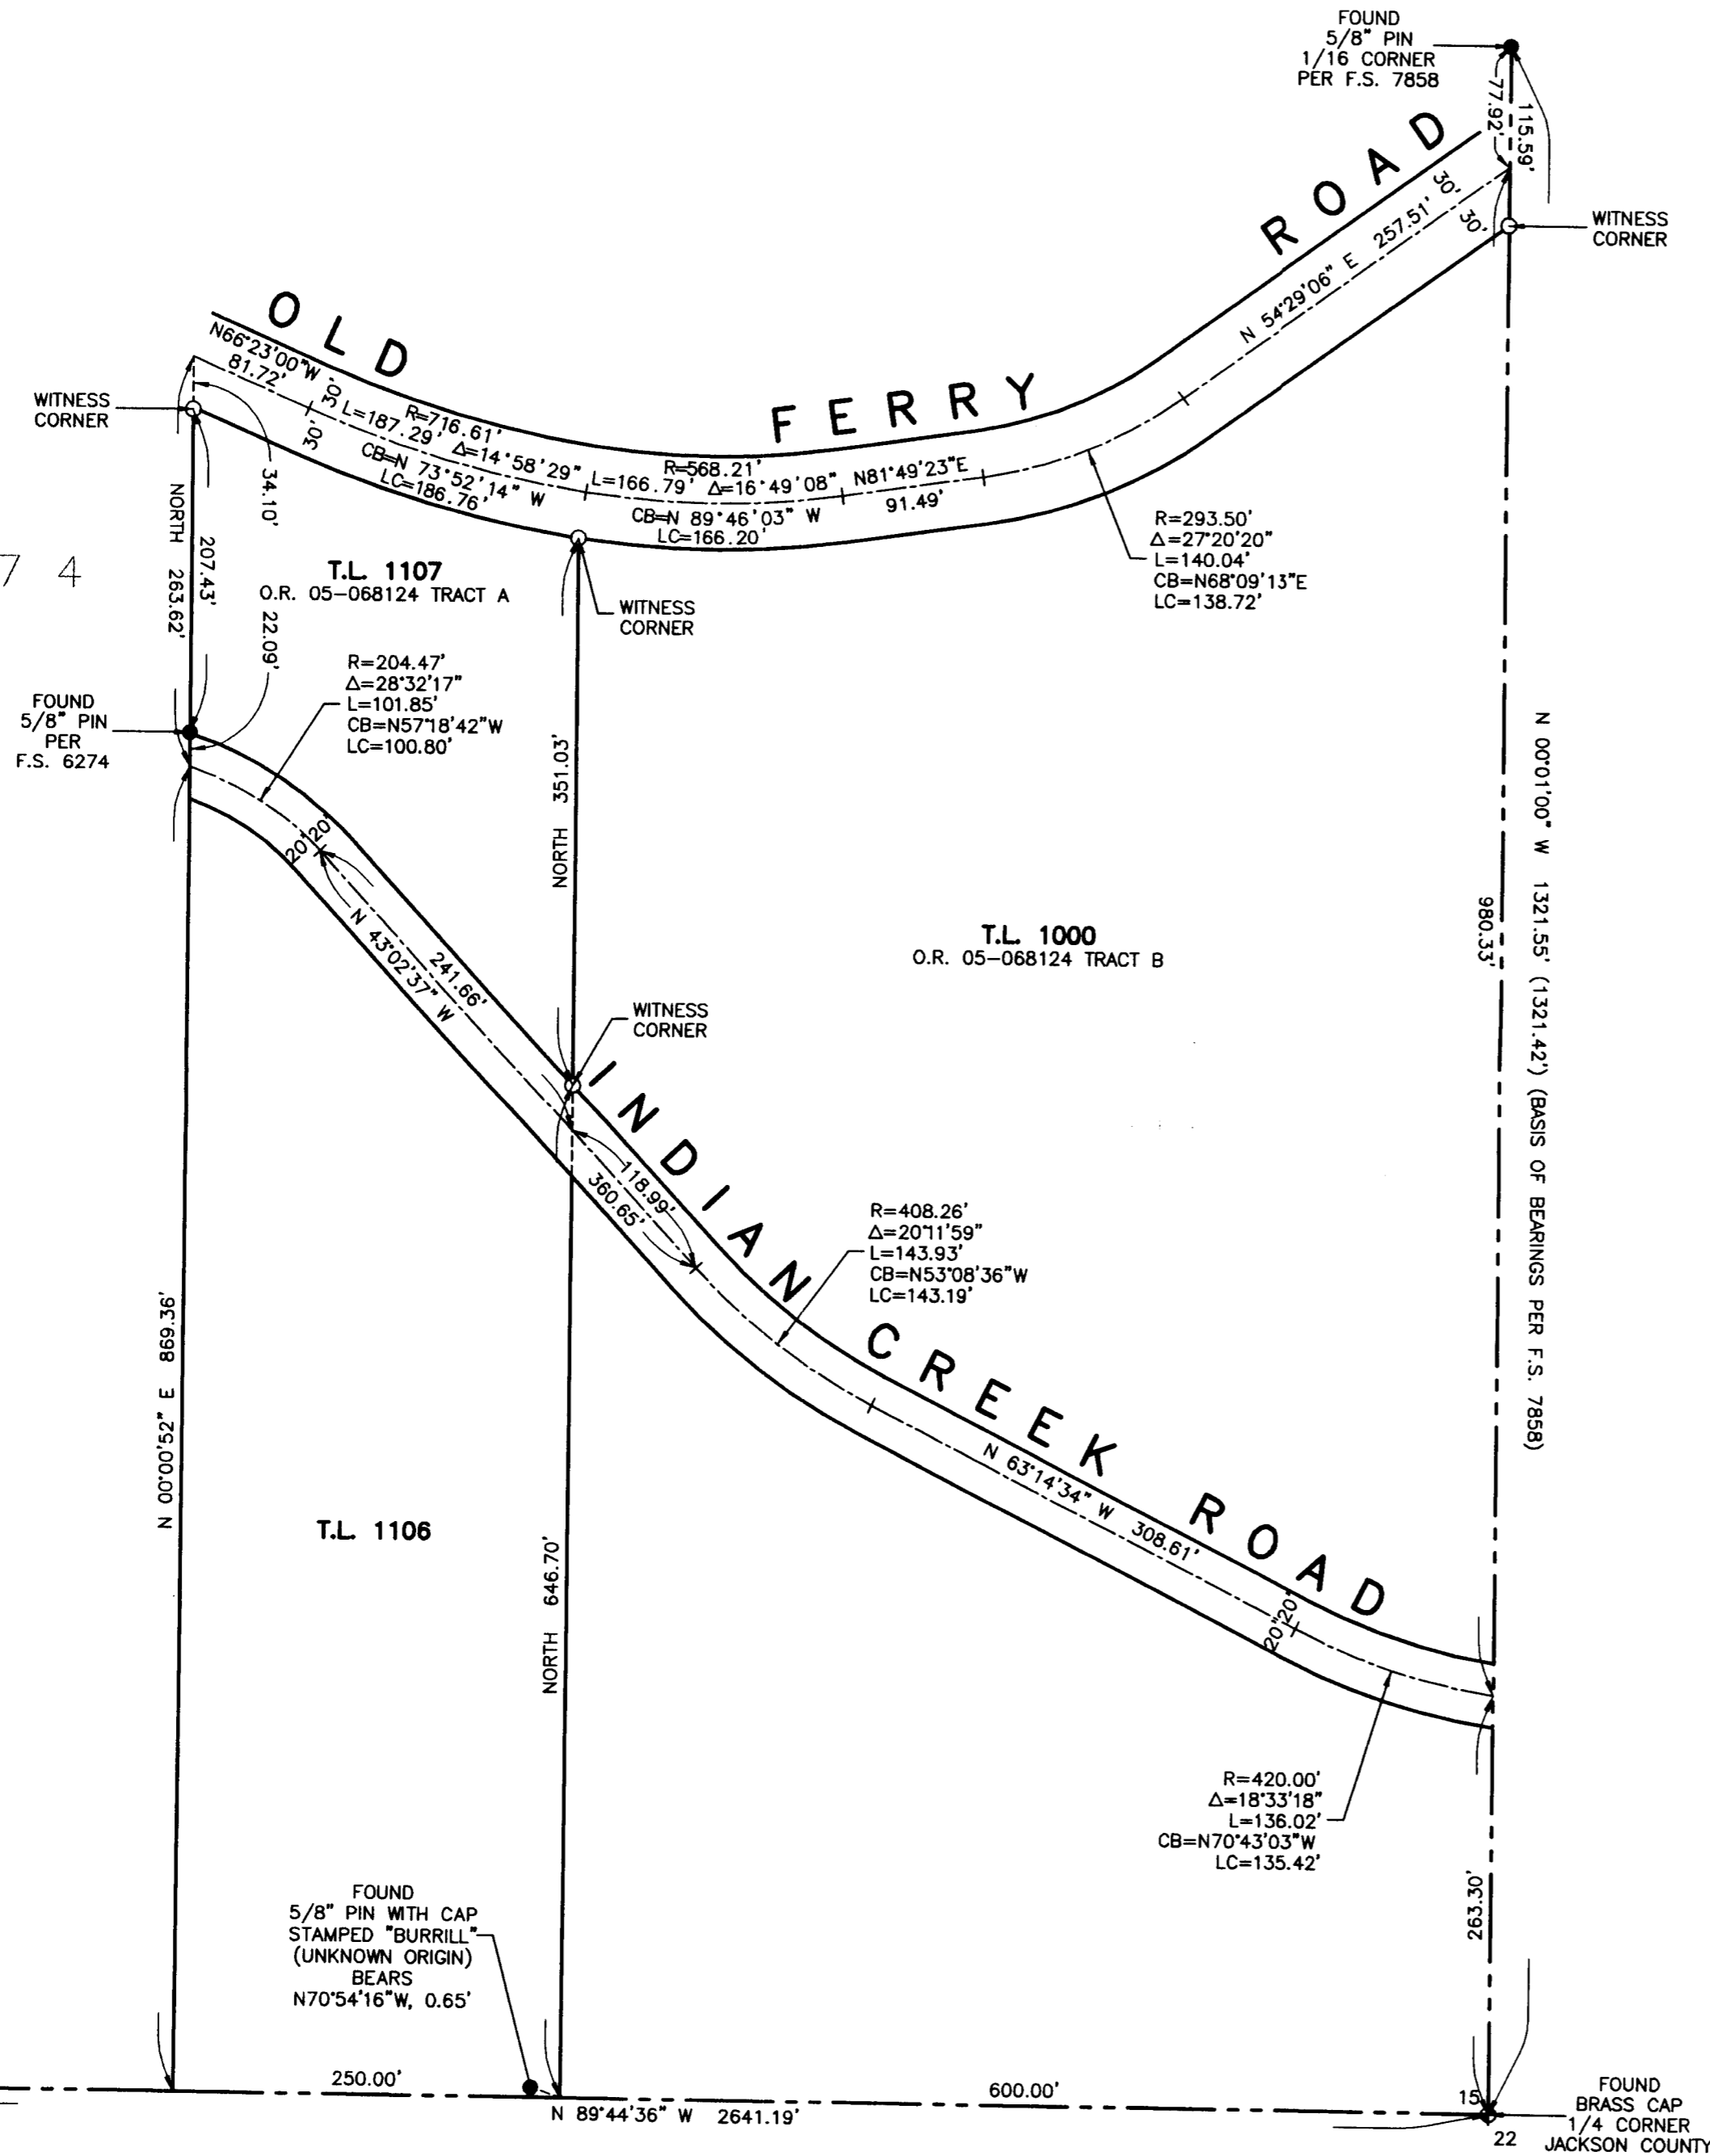 FOUND
5/8" PIN
1/16 CORNER
PER F.S. 7858
77.92'
115.59'
WITNESS
CORNER
OLD FERRY ROAD
N 54°29'06" E 257.51'
30'
30'
N66°23'00"W
81.72'
30'
30'
WITNESS
CORNER
R=716.61'
L=187.29' Δ=14°58'29"
CB=N 73°52'14" W
LC=186.76'
R=568.21'
L=166.79' Δ=16°49'08"
CB=N 89°46'03" W
LC=166.20'
N81°49'23"E
91.49'
R=293.50'
Δ=27°20'20"
L=140.04'
CB=N68°09'13"E
LC=138.72'
34.10'
NORTH 263.62'
207.43'
22.09'
7 4
T.L. 1107
O.R. 05-068124 TRACT A
WITNESS
CORNER
R=204.47'
Δ=28°32'17"
L=101.85'
CB=N57°18'42"W
LC=100.80'
FOUND
5/8" PIN
PER
F.S. 6274
NORTH 351.03'
20'
20'
N 43°02'37" W
241.66'
T.L. 1000
O.R. 05-068124 TRACT B
980.33'
N 00°01'00" W 1321.55' (1321.42') (BASIS OF BEARINGS PER F.S. 7858)
WITNESS
CORNER
INDIAN CREEK ROAD
118.99'
360.65'
R=408.26'
Δ=20°11'59"
L=143.93'
CB=N53°08'36"W
LC=143.19'
N 00°00'52" E 869.36'
N 63°14'34" W 308.61'
T.L. 1106
NORTH 646.70'
20'
20'
R=420.00'
Δ=18°33'18"
L=136.02'
CB=N70°43'03"W
LC=135.42'
263.30'
FOUND
5/8" PIN WITH CAP
STAMPED "BURRILL"
(UNKNOWN ORIGIN)
BEARS
N70°54'16"W, 0.65'
250.00'
600.00'
N 89°44'36" W 2641.19'
15
22
FOUND
BRASS CAP
1/4 CORNER
JACKSON COUNTY